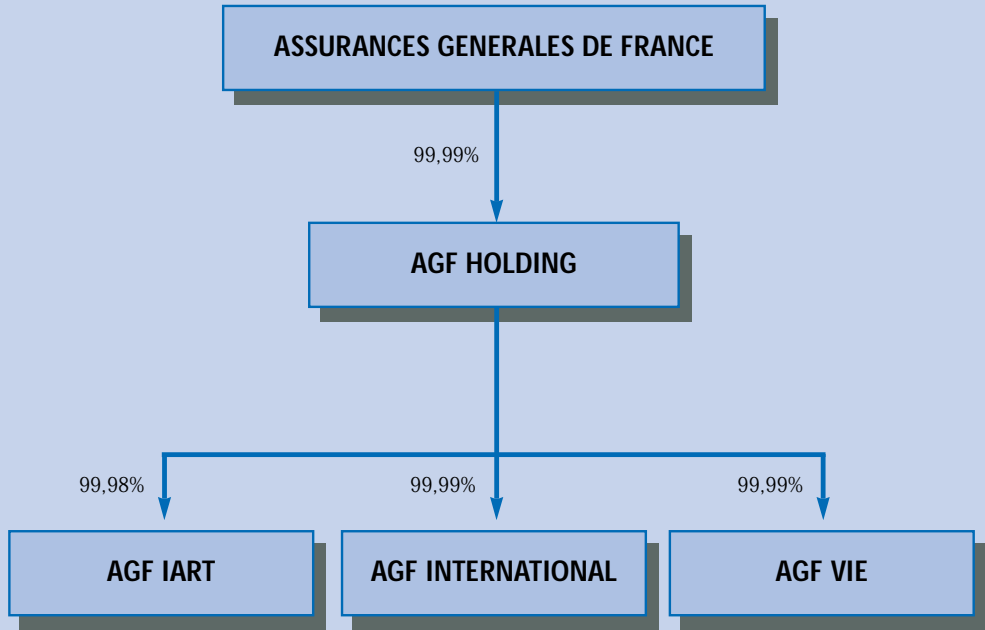 ASSURANCES GENERALES DE FRANCE
99,99%
AGF HOLDING
99,98%
99,99%
99,99%
AGF IART
AGF INTERNATIONAL
AGF VIE